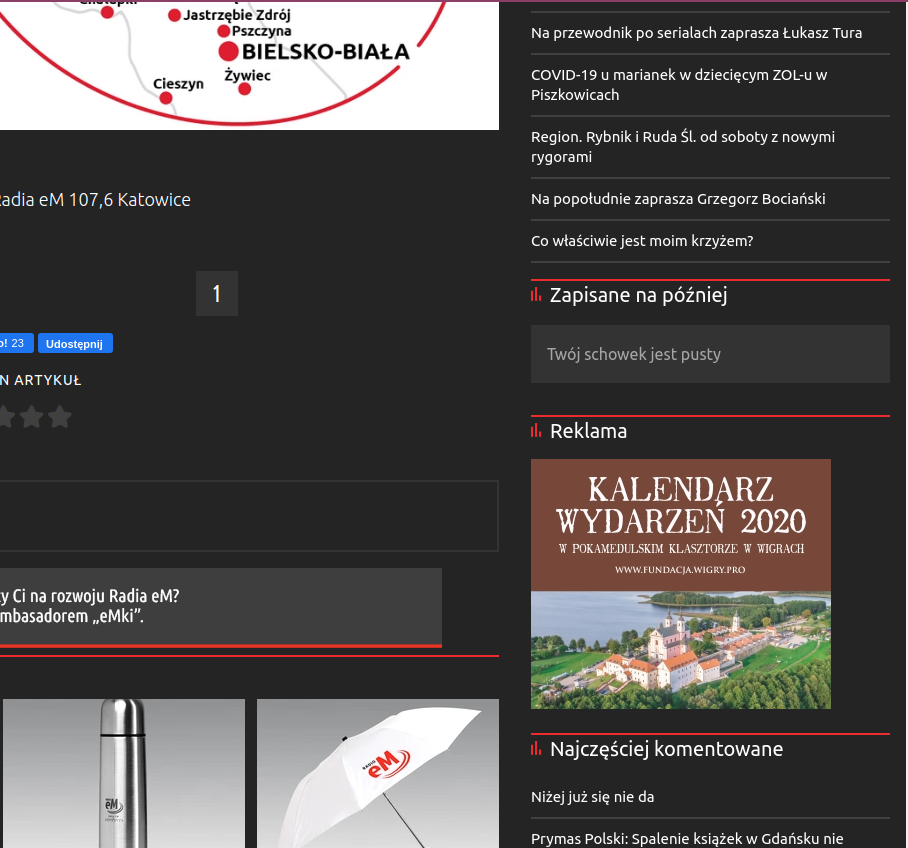 Jastrzębie Zdrój
Pszczyna
BIELSKO-BIAŁA
Żywiec
Cieszyn
Radia eM 107,6 Katowice
1
23
Udostępnij
ARTYKUŁ
Ci na rozwoju Radia eM?
„eMki”.
RADIO
eM
eM
Na przewodnik po serialach zaprasza Łukasz Tura
COVID-19 u marianek w dziecięcym ZOL-u w
Piszkowicach
Region. Rybnik i Ruda Śl. od soboty z nowymi
rygorami
Na popołudnie zaprasza Grzegorz Bociański
Co właściwie jest moim krzyżem?
Zapisane na później
Twój schowek jest pusty
Reklama
KALENDARZ
WYDARZEŃ 2020
W POKAMEDULSKIM KLASZTORZE W WIGRACH
WWW.FUNDACJA.WIGRY.PRO
Najczęściej komentowane
Niżej już się nie da
Prymas Polski: Spalenie książek w Gdańsku nie